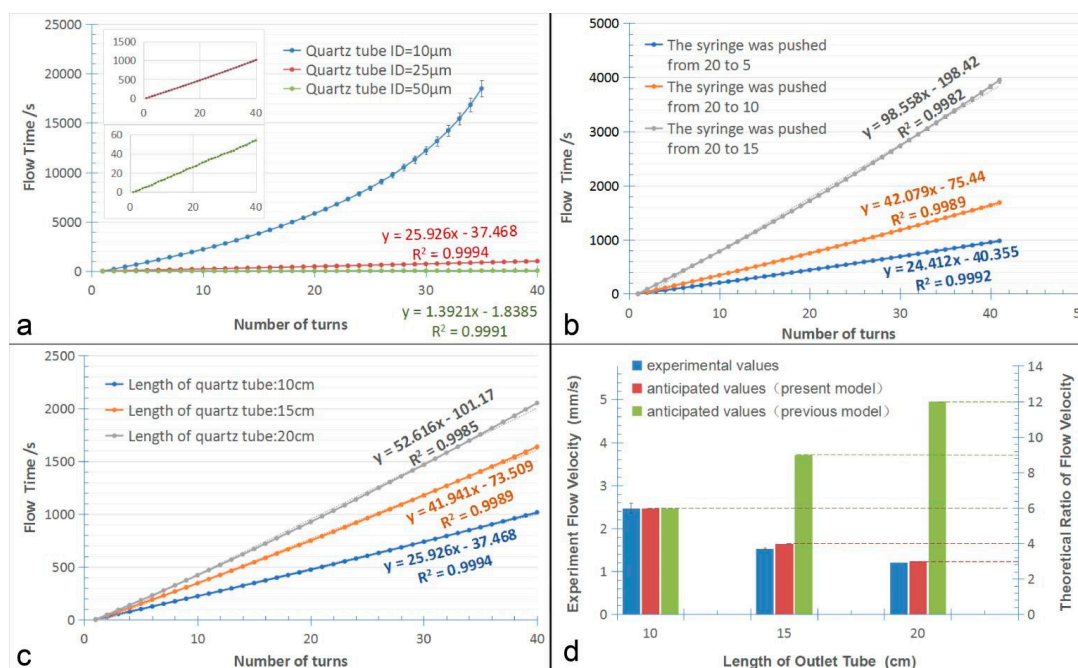 25000
20000
15000
10000
5000
0
Flow Time /s
1500
1000
500
0
0 20 40
60
40
20
0
0 20 40
Quartz tube ID=10μm
Quartz tube ID=25μm
Quartz tube ID=50μm
y = 25.926x - 37.468
R² = 0.9994
0 10 20 30 40
Number of turns
y = 1.3921x - 1.8385
R² = 0.9991
a
5000
4000
3000
2000
1000
0
Flow Time /s
The syringe was pushed
from 20 to 5
The syringe was pushed
from 20 to 10
The syringe was pushed
from 20 to 15
y = 98.558x - 198.42
R² = 0.9982
y = 42.079x - 75.44
R² = 0.9989
y = 24.412x - 40.355
R² = 0.9992
0 10 20 30 40 5
Number of turns
b
2500
2000
1500
1000
500
0
Flow Time /s
Length of quartz tube:10cm
Length of quartz tube:15cm
Length of quartz tube:20cm
y = 52.616x - 101.17
R² = 0.9985
y = 41.941x - 73.509
R² = 0.9989
y = 25.926x - 37.468
R² = 0.9994
0 10 20 30 40
Number of turns
c
experimental values
anticipated values（present model）
anticipated values（previous model）
Experiment Flow Velocity (mm/s)
5
4
3
2
1
0
14
12
10
8
6
4
2
0
Theoretical Ratio of Flow Velocity
10 15 20
Length of Outlet Tube (cm)
d